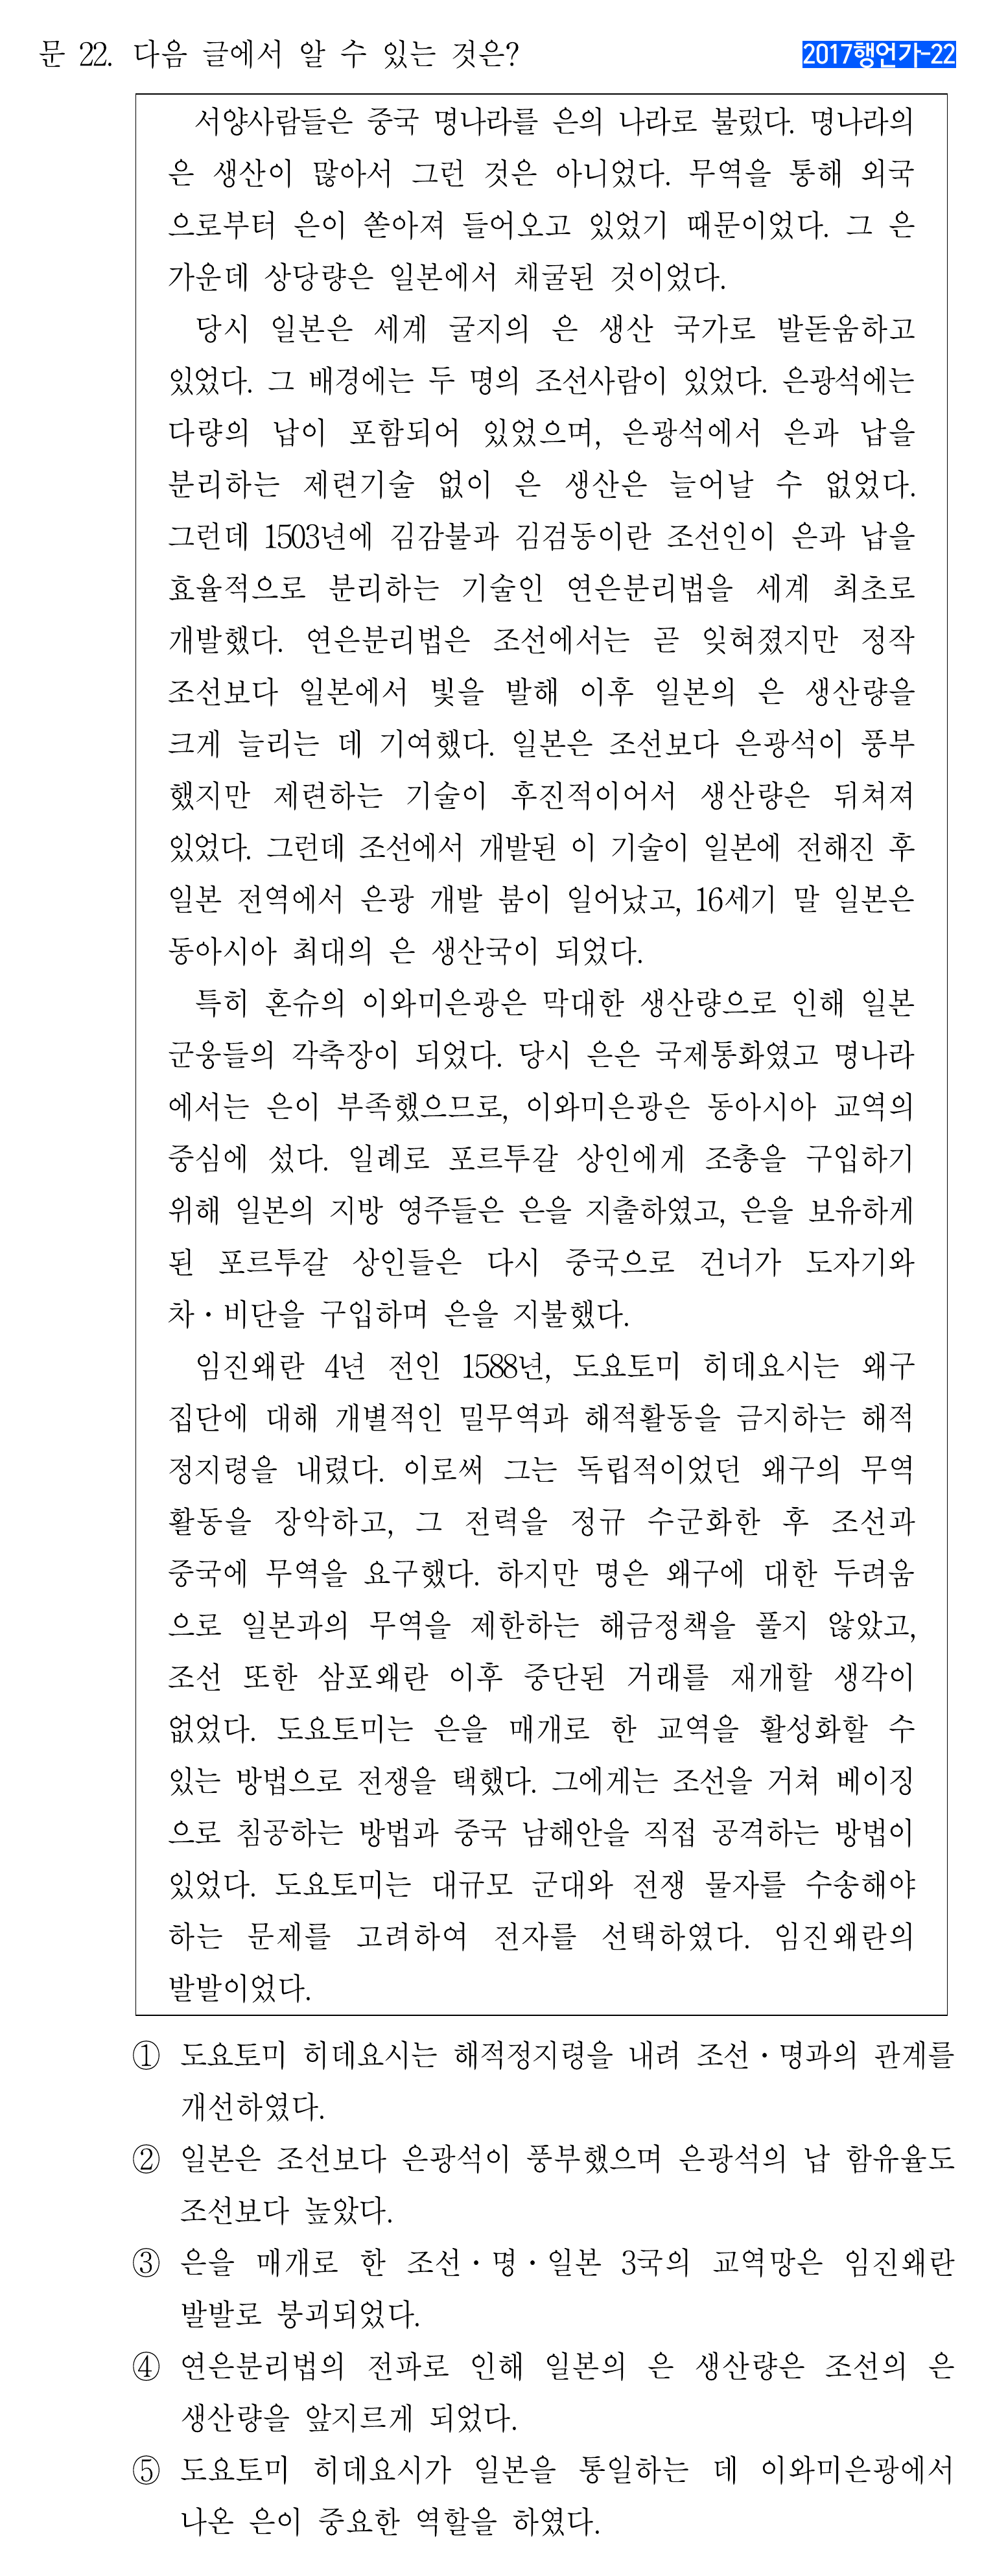 문 22. 다음 글에서 알 수 있는 것은?
2017행언가-22
서양사람들은 중국 명나라를 은의 나라로 불렀다. 명나라의
은 생산이 많아서 그런 것은 아니었다. 무역을 통해 외국
으로부터 은이 쏟아져 들어오고 있었기 때문이었다. 그 은
가운데 상당량은 일본에서 채굴된 것이었다.
당시 일본은 세계 굴지의 은 생산 국가로 발돋움하고
있었다. 그 배경에는 두 명의 조선사람이 있었다. 은광석에는
다량의 납이 포함되어 있었으며, 은광석에서 은과 납을
분리하는 제련기술 없이 은 생산은 늘어날 수 없었다.
그런데 1503년에 김감불과 김검동이란 조선인이 은과 납을
효율적으로 분리하는 기술인 연은분리법을 세계 최초로
개발했다. 연은분리법은 조선에서는 곧 잊혀졌지만 정작
조선보다 일본에서 빛을 발해 이후 일본의 은 생산량을
크게 늘리는 데 기여했다. 일본은 조선보다 은광석이 풍부
했지만 제련하는 기술이 후진적이어서 생산량은 뒤쳐져
있었다. 그런데 조선에서 개발된 이 기술이 일본에 전해진 후
일본 전역에서 은광 개발 붐이 일어났고, 16세기 말 일본은
동아시아 최대의 은 생산국이 되었다.
특히 혼슈의 이와미은광은 막대한 생산량으로 인해 일본
군웅들의 각축장이 되었다. 당시 은은 국제통화였고 명나라
에서는 은이 부족했으므로, 이와미은광은 동아시아 교역의
중심에 섰다. 일례로 포르투갈 상인에게 조총을 구입하기
위해 일본의 지방 영주들은 은을 지출하였고, 은을 보유하게
된 포르투갈 상인들은 다시 중국으로 건너가 도자기와
차·비단을 구입하며 은을 지불했다.
임진왜란 4년 전인 1588년, 도요토미 히데요시는 왜구
집단에 대해 개별적인 밀무역과 해적활동을 금지하는 해적
정지령을 내렸다. 이로써 그는 독립적이었던 왜구의 무역
활동을 장악하고, 그 전력을 정규 수군화한 후 조선과
중국에 무역을 요구했다. 하지만 명은 왜구에 대한 두려움
으로 일본과의 무역을 제한하는 해금정책을 풀지 않았고,
조선 또한 삼포왜란 이후 중단된 거래를 재개할 생각이
없었다. 도요토미는 은을 매개로 한 교역을 활성화할 수
있는 방법으로 전쟁을 택했다. 그에게는 조선을 거쳐 베이징
으로 침공하는 방법과 중국 남해안을 직접 공격하는 방법이
있었다. 도요토미는 대규모 군대와 전쟁 물자를 수송해야
하는 문제를 고려하여 전자를 선택하였다. 임진왜란의
발발이었다.
① 도요토미 히데요시는 해적정지령을 내려 조선·명과의 관계를
개선하였다.
② 일본은 조선보다 은광석이 풍부했으며 은광석의 납 함유율도
조선보다 높았다.
③ 은을 매개로 한 조선·명·일본 3국의 교역망은 임진왜란
발발로 붕괴되었다.
④ 연은분리법의 전파로 인해 일본의 은 생산량은 조선의 은
생산량을 앞지르게 되었다.
⑤ 도요토미 히데요시가 일본을 통일하는 데 이와미은광에서
나온 은이 중요한 역할을 하였다.